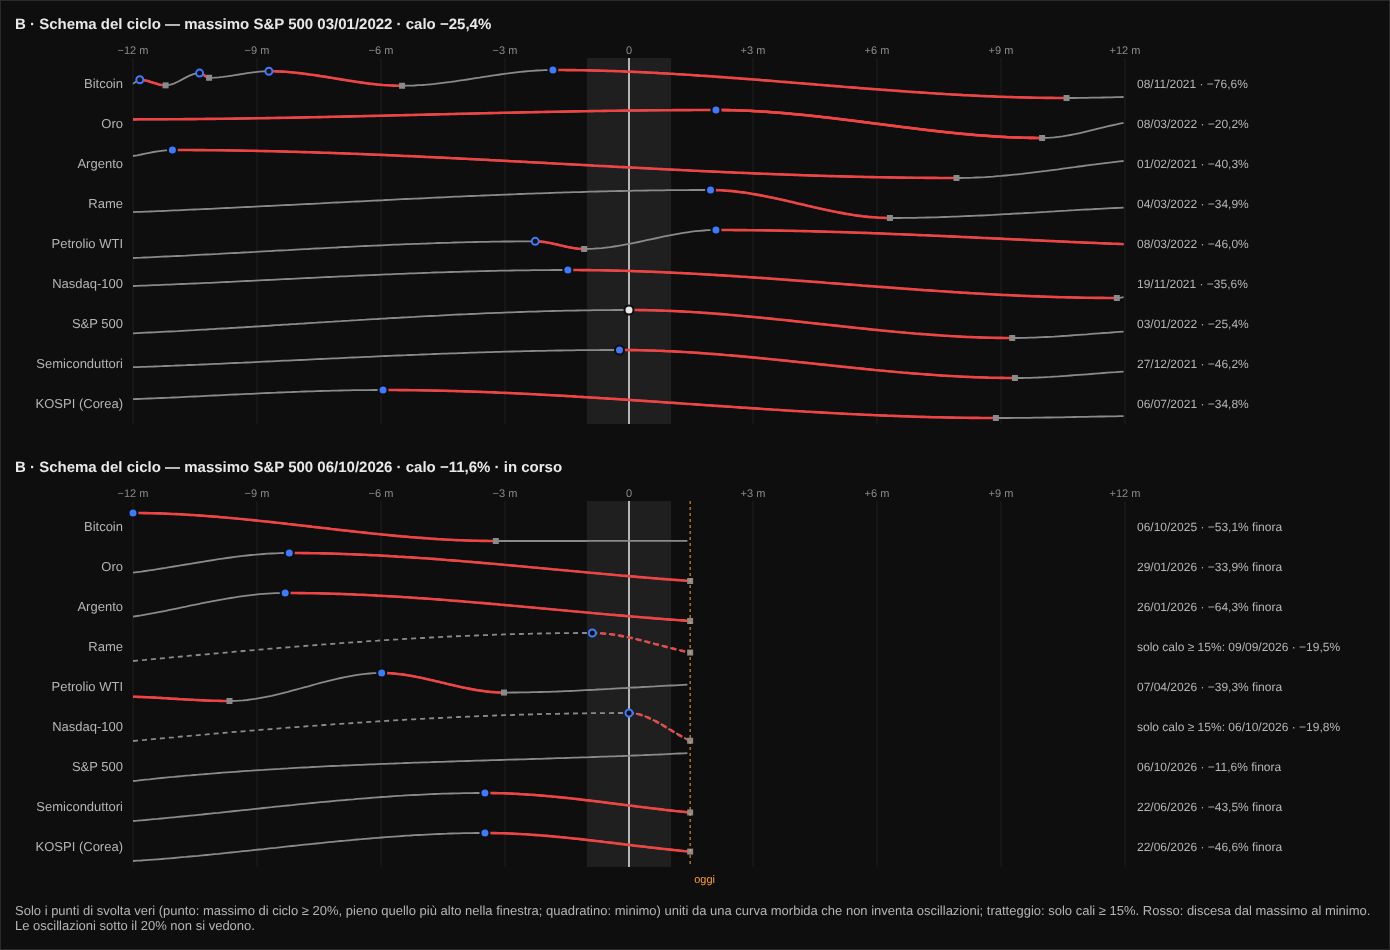 B · Schema del ciclo — massimo S&P 500 03/01/2022 · calo −25,4%
−12 m −9 m −6 m −3 m 0 +3 m +6 m +9 m +12 m
Bitcoin 08/11/2021 · −76,6%
Oro 08/03/2022 · −20,2%
Argento 01/02/2021 · −40,3%
Rame 04/03/2022 · −34,9%
Petrolio WTI 08/03/2022 · −46,0%
Nasdaq-100 19/11/2021 · −35,6%
S&P 500 03/01/2022 · −25,4%
Semiconduttori 27/12/2021 · −46,2%
KOSPI (Corea) 06/07/2021 · −34,8%
B · Schema del ciclo — massimo S&P 500 06/10/2026 · calo −11,6% · in corso
−12 m −9 m −6 m −3 m 0 +3 m +6 m +9 m +12 m
Bitcoin 06/10/2025 · −53,1% finora
Oro 29/01/2026 · −33,9% finora
Argento 26/01/2026 · −64,3% finora
Rame solo calo ≥ 15%: 09/09/2026 · −19,5%
Petrolio WTI 07/04/2026 · −39,3% finora
Nasdaq-100 solo calo ≥ 15%: 06/10/2026 · −19,8%
S&P 500 06/10/2026 · −11,6% finora
Semiconduttori 22/06/2026 · −43,5% finora
KOSPI (Corea) 22/06/2026 · −46,6% finora
oggi
Solo i punti di svolta veri (punto: massimo di ciclo ≥ 20%, pieno quello più alto nella finestra; quadratino: minimo) uniti da una curva morbida che non inventa oscillazioni; tratteggio: solo cali ≥ 15%. Rosso: discesa dal massimo al minimo.
Le oscillazioni sotto il 20% non si vedono.